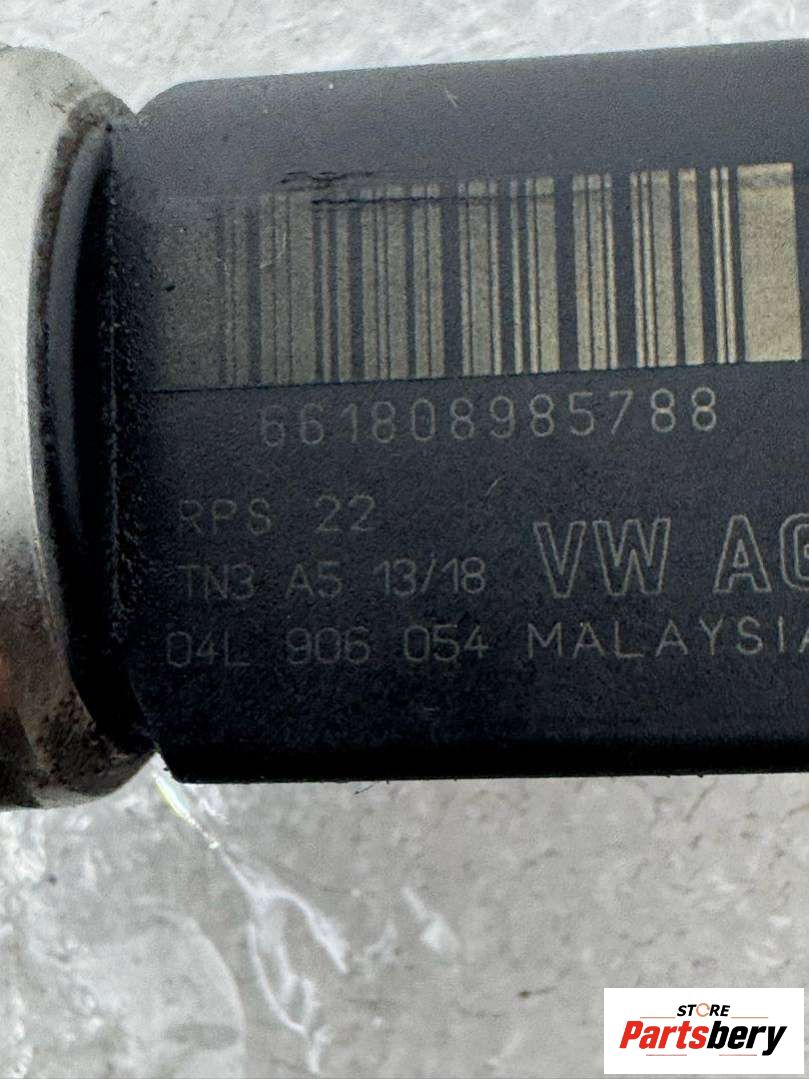 661808985788
RPS 22
TN3 A5 13/18 VW AG
04L 906 054 MALAYSIA
STORE
Partsbery